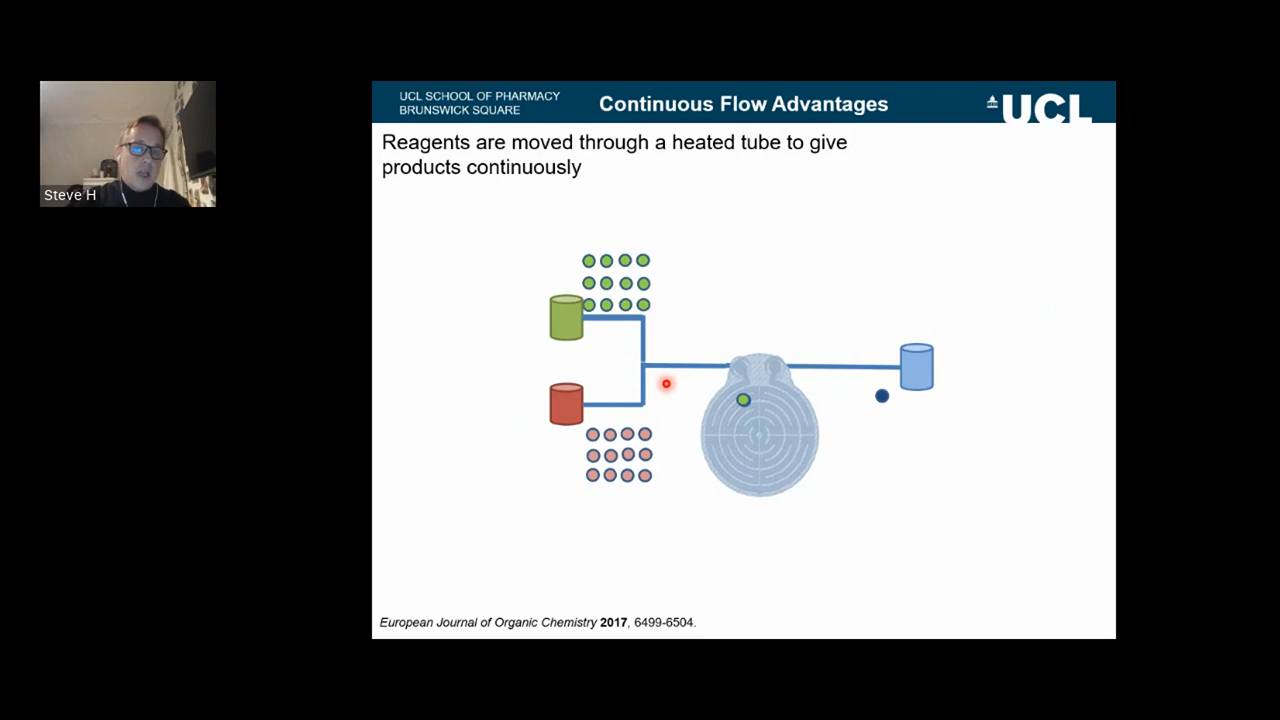 UCL SCHOOL OF PHARMACY
BRUNSWICK SQUARE
Continuous Flow Advantages
UCL
Reagents are moved through a heated tube to give
products continuously
Steve H
European Journal of Organic Chemistry 2017, 6499-6504.